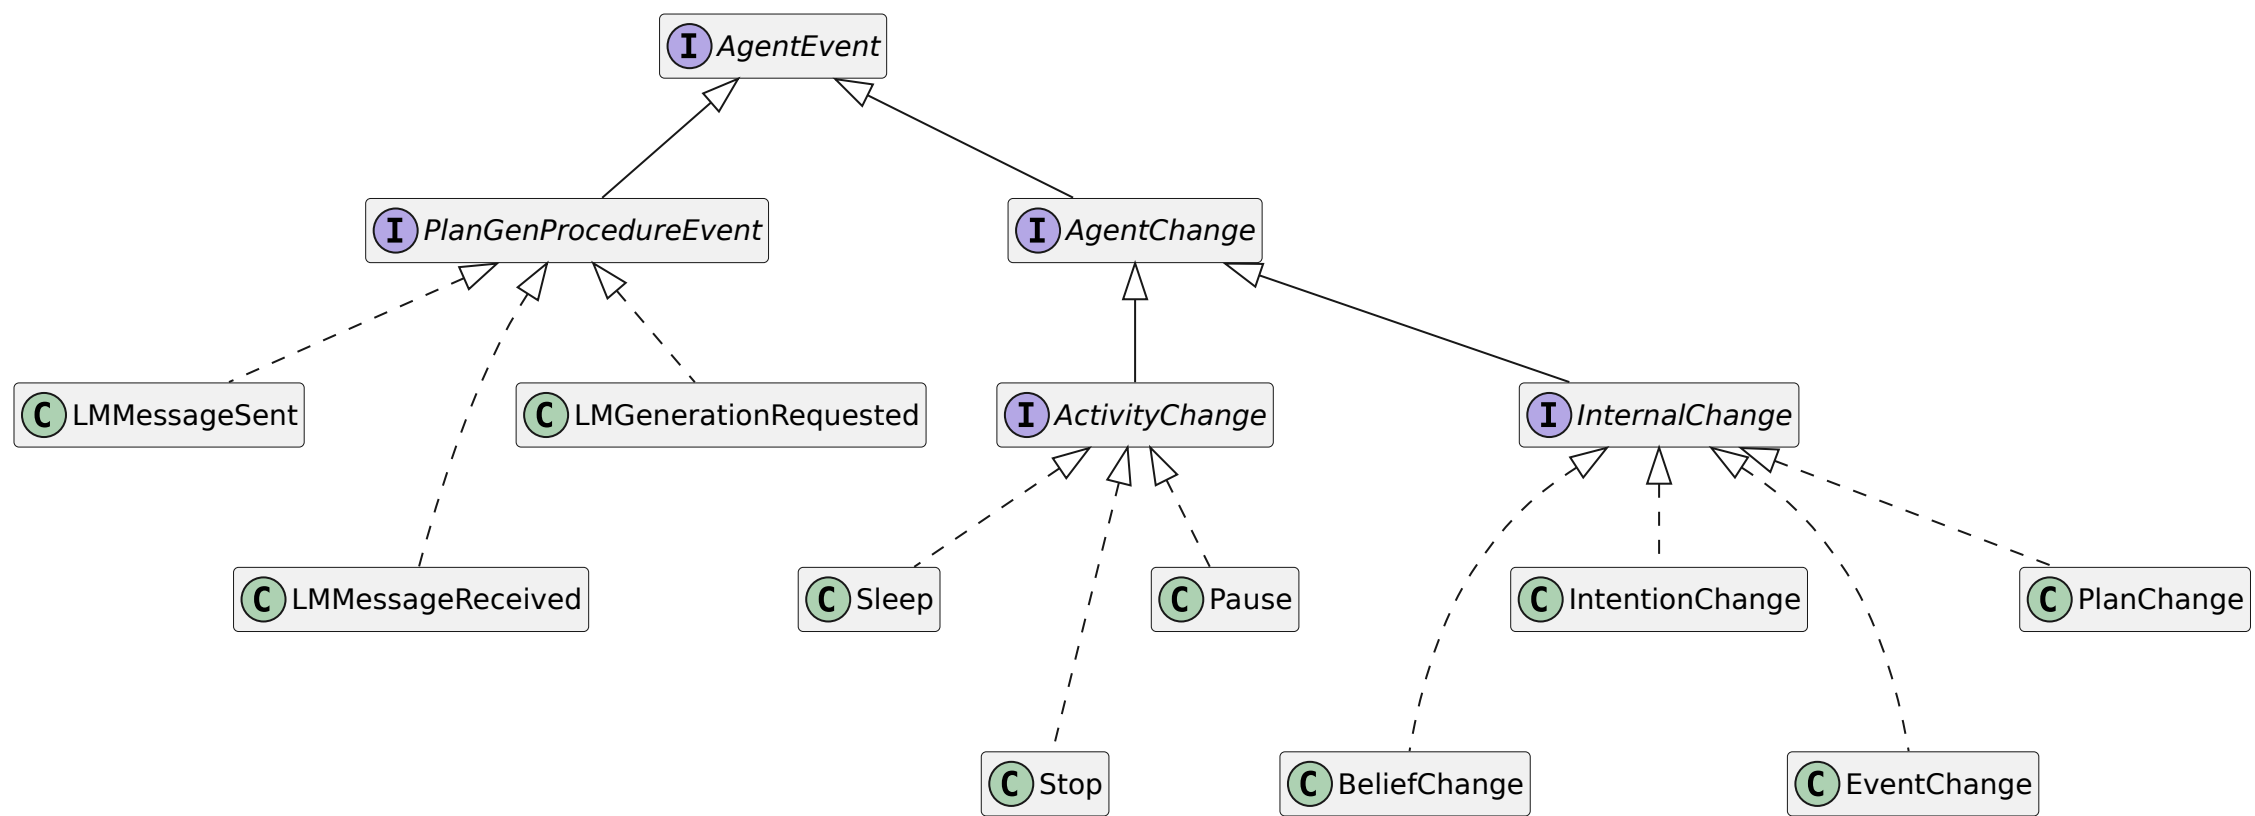 I AgentEvent
I PlanGenProcedureEvent
I AgentChange
C LMMessageSent
C LMGenerationRequested
I ActivityChange
I InternalChange
C LMMessageReceived
C Sleep
C Pause
C IntentionChange
C PlanChange
C Stop
C BeliefChange
C EventChange